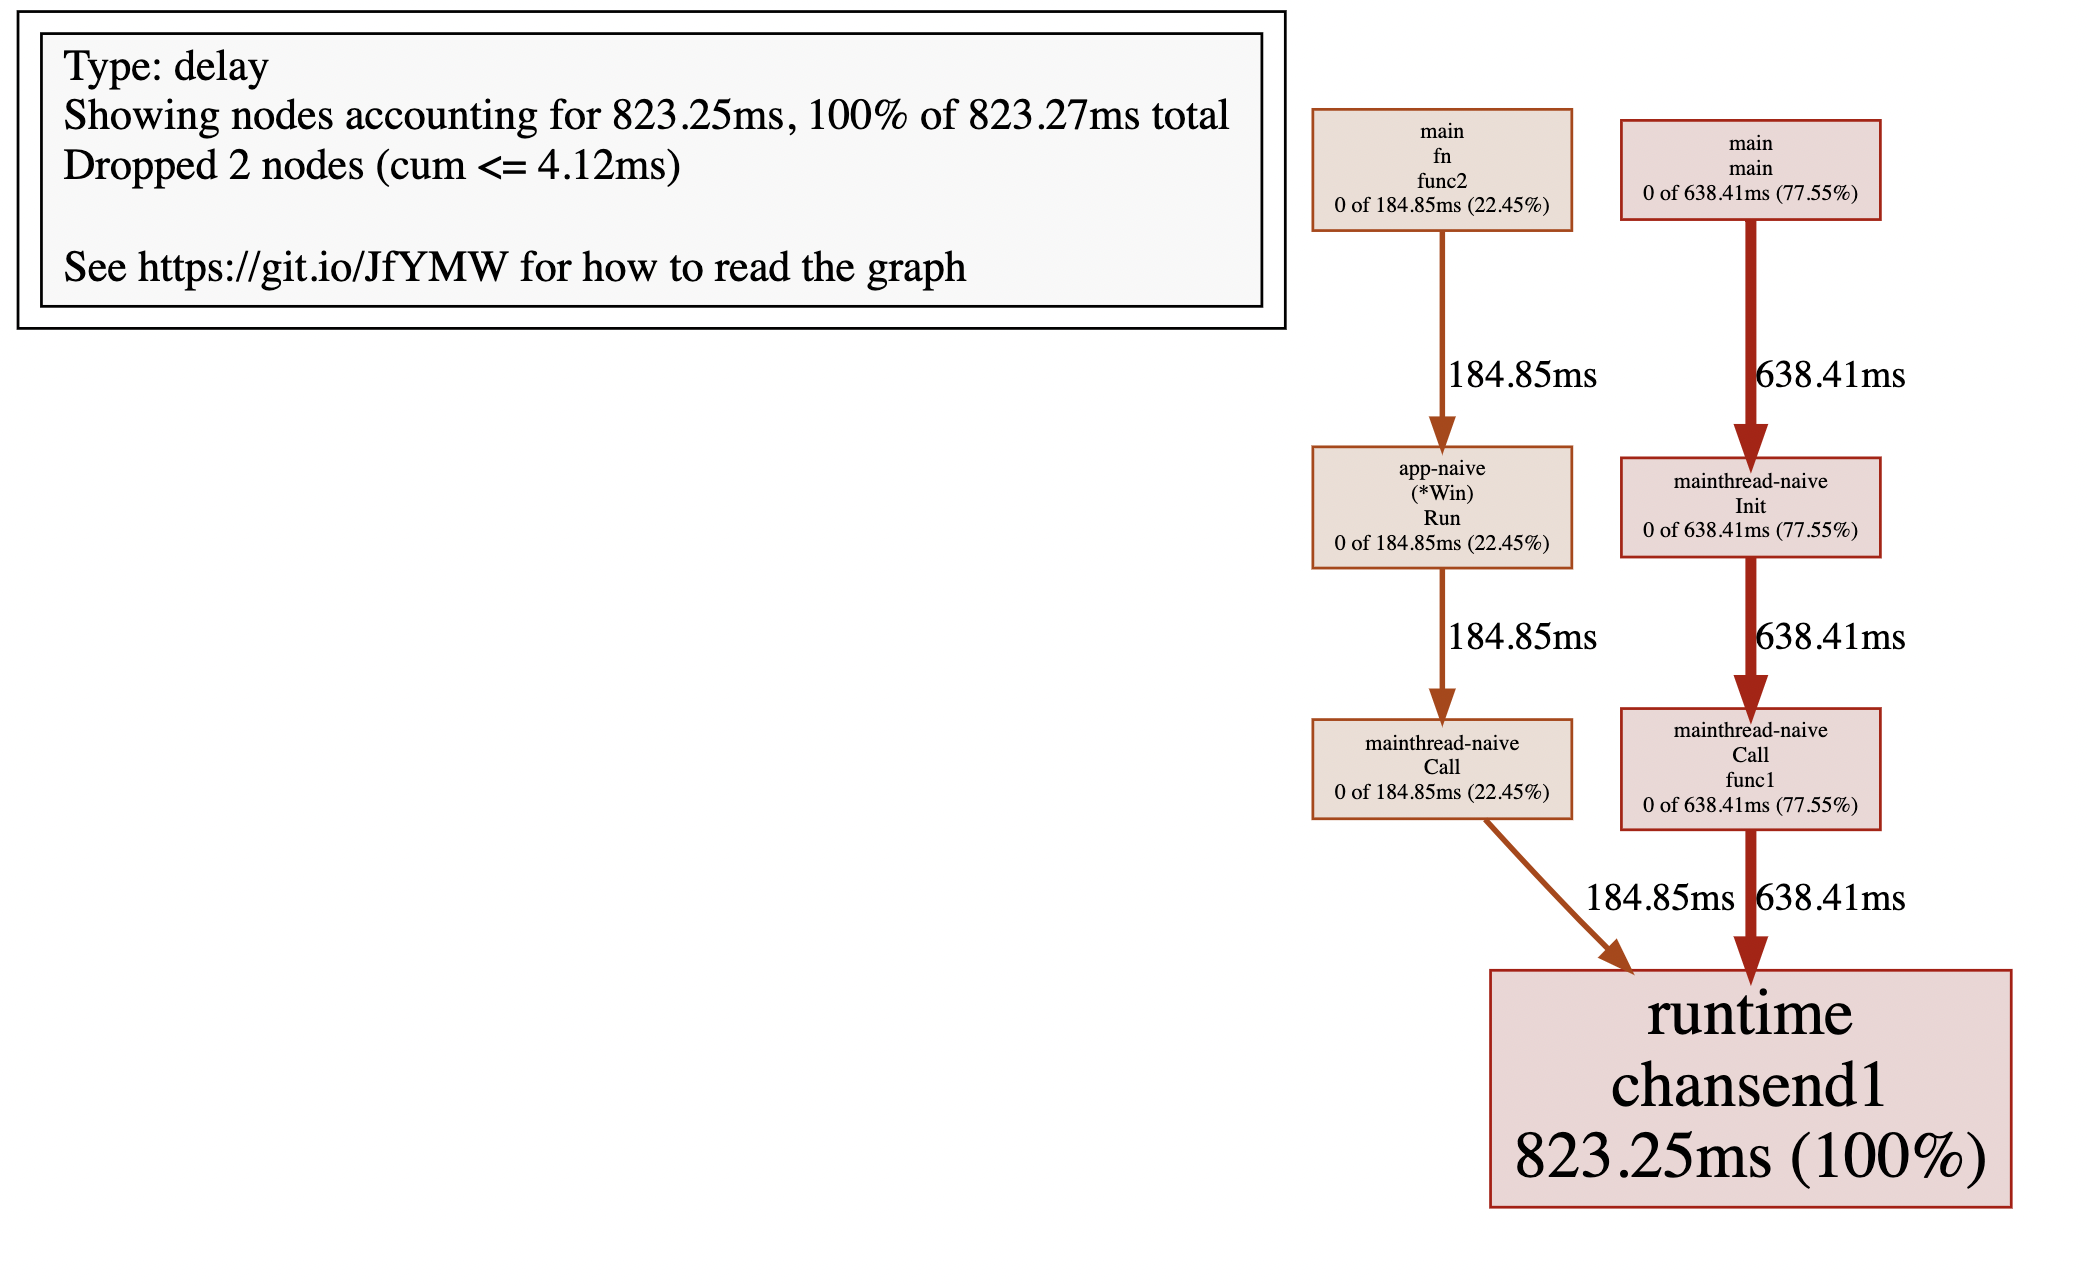 Type: delay
Showing nodes accounting for 823.25ms, 100% of 823.27ms total
Dropped 2 nodes (cum <= 4.12ms)
See https://git.io/JfYMW for how to read the graph
main
fn
func2
0 of 184.85ms (22.45%)
main
main
0 of 638.41ms (77.55%)
184.85ms
638.41ms
app-naive
(*Win)
Run
0 of 184.85ms (22.45%)
mainthread-naive
Init
0 of 638.41ms (77.55%)
184.85ms
638.41ms
mainthread-naive
Call
0 of 184.85ms (22.45%)
mainthread-naive
Call
func1
0 of 638.41ms (77.55%)
184.85ms
638.41ms
runtime
chansend1
823.25ms (100%)